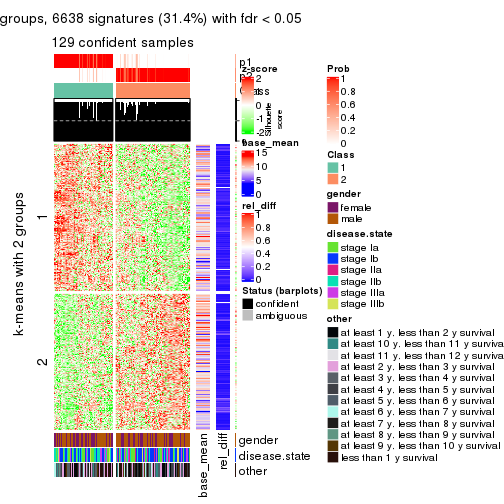 groups, 6638 signatures (31.4%) with fdr < 0.05
129 confident samples
p1
p2
Class
Silhouette
score
k-means with 2 groups
1
2
base_mean
rel_diff
gender
disease.state
other
z-score
2
1
0
-1
-2
base_mean
15
10
5
0
rel_diff
1
0.8
0.6
0.4
0.2
0
Status (barplots)
confident
ambiguous
Prob
1
0.8
0.6
0.4
0.2
0
Class
1
2
gender
female
male
disease.state
stage Ia
stage Ib
stage IIa
stage IIb
stage IIIa
stage IIIb
other
at least 1 y. less than 2 y survival
at least 10 y. less than 11 y survival
at least 11 y. less than 12 y survival
at least 2 y. less than 3 y survival
at least 3 y. less than 4 y survival
at least 4 y. less than 5 y survival
at least 5 y. less than 6 y survival
at least 6 y. less than 7 y survival
at least 7 y. less than 8 y survival
at least 8 y. less than 9 y survival
at least 9 y. less than 10 y survival
less than 1 y survival